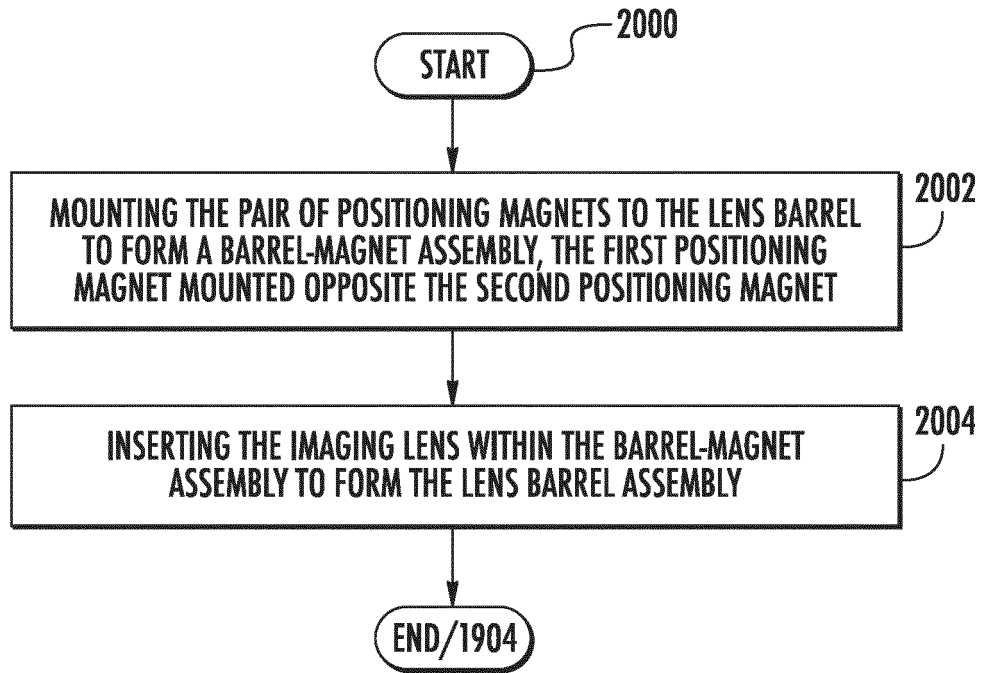 START
2000
MOUNTING THE PAIR OF POSITIONING MAGNETS TO THE LENS BARREL
TO FORM A BARREL-MAGNET ASSEMBLY, THE FIRST POSITIONING
MAGNET MOUNTED OPPOSITE THE SECOND POSITIONING MAGNET
2002
INSERTING THE IMAGING LENS WITHIN THE BARREL-MAGNET
ASSEMBLY TO FORM THE LENS BARREL ASSEMBLY
2004
END/1904